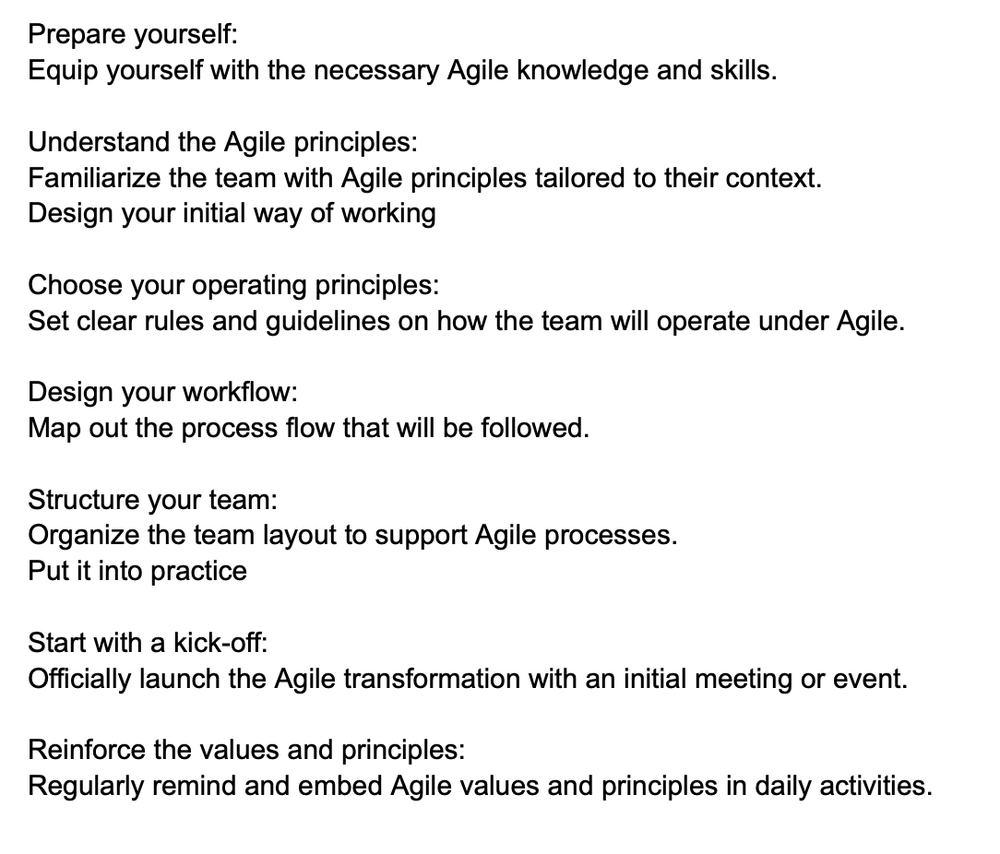 Prepare yourself:
Equip yourself with the necessary Agile knowledge and skills.
Understand the Agile principles:
Familiarize the team with Agile principles tailored to their context.
Design your initial way of working
Choose your operating principles:
Set clear rules and guidelines on how the team will operate under Agile.
Design your workflow:
Map out the process flow that will be followed.
Structure your team:
Organize the team layout to support Agile processes.
Put it into practice
Start with a kick-off:
Officially launch the Agile transformation with an initial meeting or event.
Reinforce the values and principles:
Regularly remind and embed Agile values and principles in daily activities.